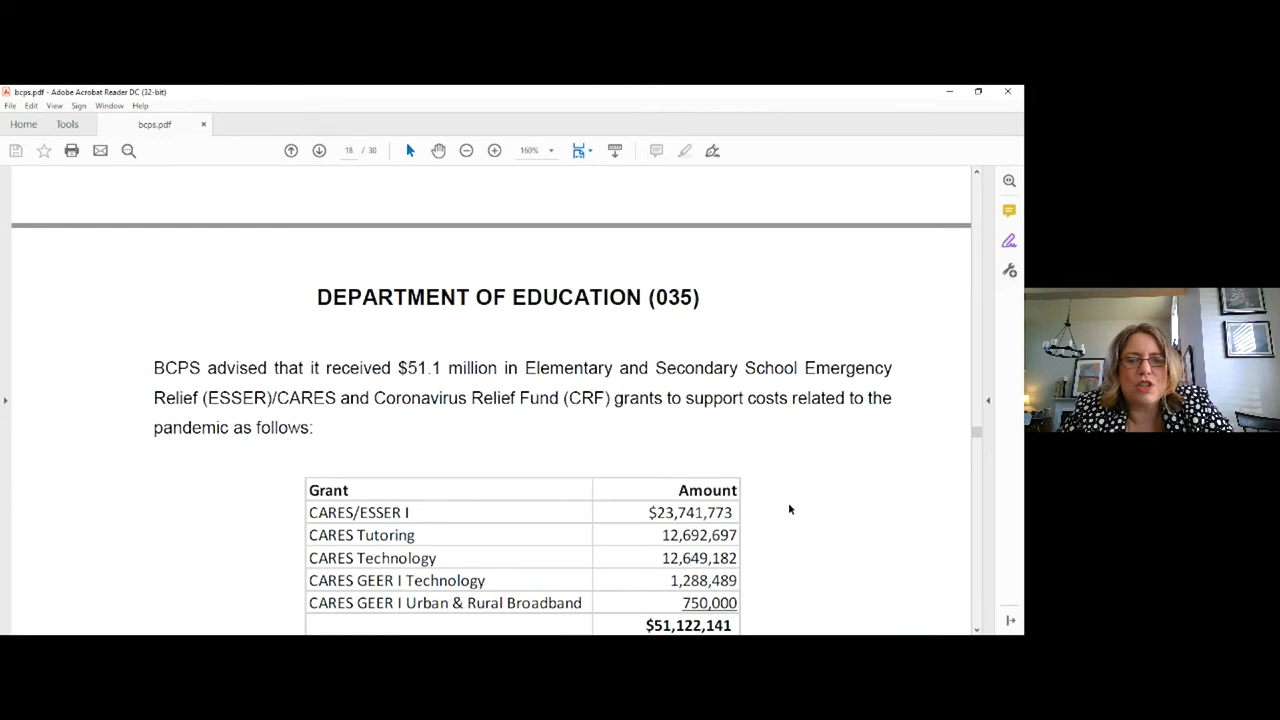 bcps.pdf - Adobe Acrobat Reader DC (32-bit)
File Edit View Sign Window Help
Home Tools bcps.pdf ×
18 / 30 160%
DEPARTMENT OF EDUCATION (035)
BCPS advised that it received $51.1 million in Elementary and Secondary School Emergency
Relief (ESSER)/CARES and Coronavirus Relief Fund (CRF) grants to support costs related to the
pandemic as follows:
Grant Amount
CARES/ESSER I $23,741,773
CARES Tutoring 12,692,697
CARES Technology 12,649,182
CARES GEER I Technology 1,288,489
CARES GEER I Urban & Rural Broadband 750,000
$51,122,141